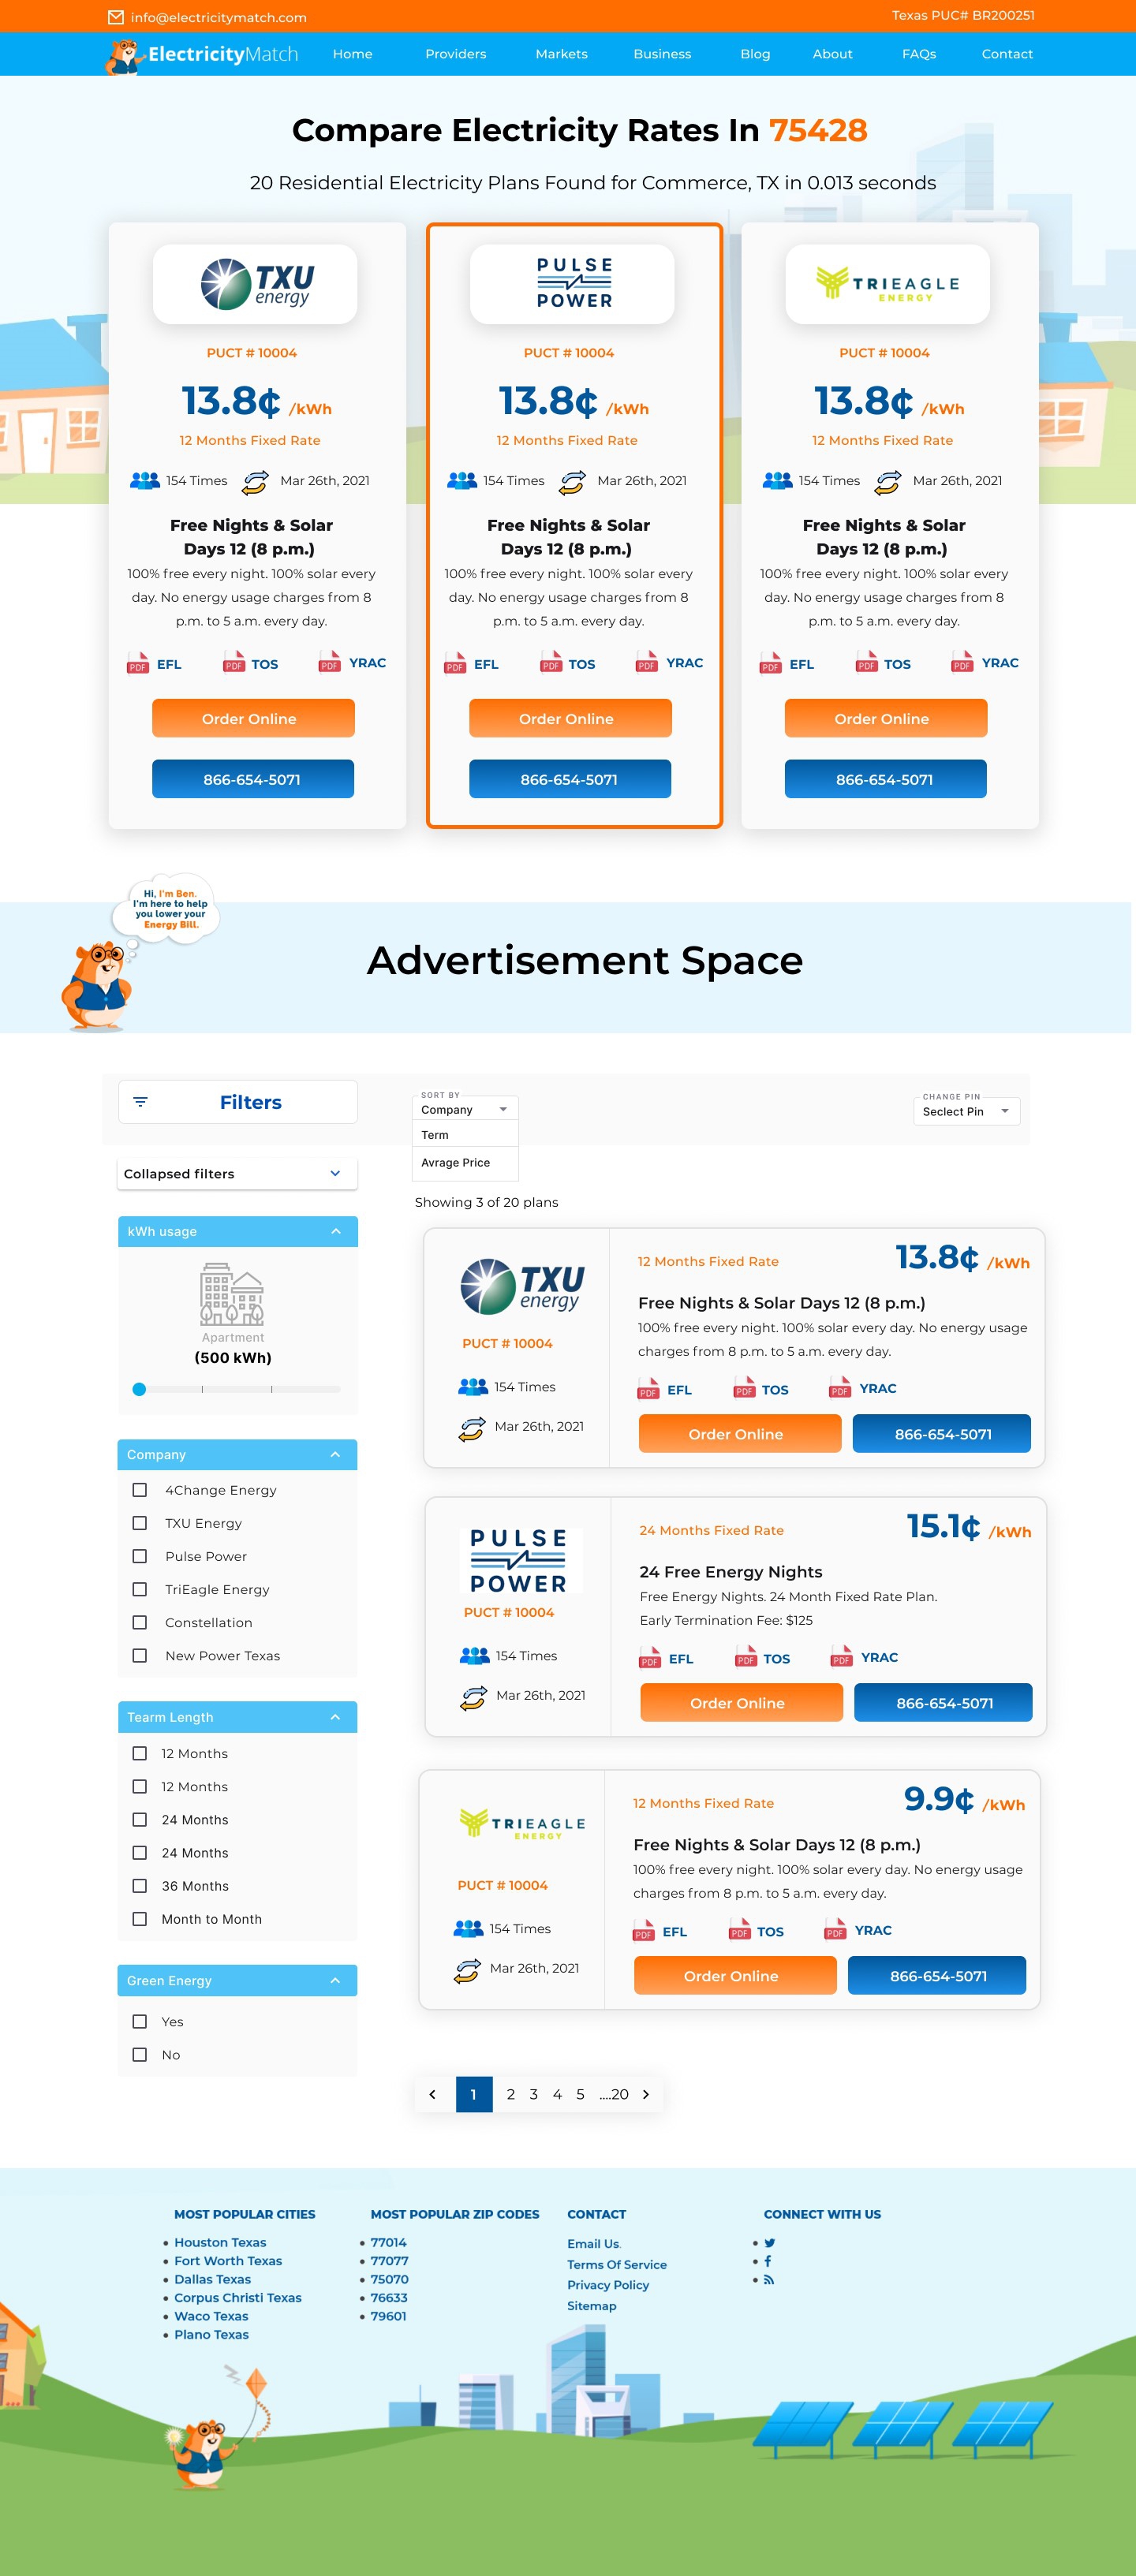 info@electricitymatch.com
Texas PUC# BR200251
ElectricityMatch
Home Providers Markets Business Blog About FAQs Contact
Compare Electricity Rates In 75428
20 Residential Electricity Plans Found for Commerce, TX in 0.013 seconds
TXU
energy
PUCT # 10004
13.8¢ /kWh
12 Months Fixed Rate
154 Times Mar 26th, 2021
Free Nights & Solar
Days 12 (8 p.m.)
100% free every night. 100% solar every
day. No energy usage charges from 8
p.m. to 5 a.m. every day.
PDF EFL PDF TOS PDF YRAC
Order Online
866-654-5071
PULSE
POWER
PUCT # 10004
13.8¢ /kWh
12 Months Fixed Rate
154 Times Mar 26th, 2021
Free Nights & Solar
Days 12 (8 p.m.)
100% free every night. 100% solar every
day. No energy usage charges from 8
p.m. to 5 a.m. every day.
PDF EFL PDF TOS PDF YRAC
Order Online
866-654-5071
TRIEAGLE
ENERGY
PUCT # 10004
13.8¢ /kWh
12 Months Fixed Rate
154 Times Mar 26th, 2021
Free Nights & Solar
Days 12 (8 p.m.)
100% free every night. 100% solar every
day. No energy usage charges from 8
p.m. to 5 a.m. every day.
PDF EFL PDF TOS PDF YRAC
Order Online
866-654-5071
Hi, I'm Ben.
I'm here to help
you lower your
Energy Bill.
Advertisement Space
Filters
Collapsed filters
kWh usage
Apartment
(500 kWh)
Company
4Change Energy
TXU Energy
Pulse Power
TriEagle Energy
Constellation
New Power Texas
Tearm Length
12 Months
12 Months
24 Months
24 Months
36 Months
Month to Month
Green Energy
Yes
No
SORT BY
Company
Term
Avrage Price
CHANGE PIN
Seclect Pin
Showing 3 of 20 plans
TXU
energy
PUCT # 10004
154 Times
Mar 26th, 2021
12 Months Fixed Rate
13.8¢ /kWh
Free Nights & Solar Days 12 (8 p.m.)
100% free every night. 100% solar every day. No energy usage
charges from 8 p.m. to 5 a.m. every day.
PDF EFL PDF TOS PDF YRAC
Order Online 866-654-5071
PULSE
POWER
PUCT # 10004
154 Times
Mar 26th, 2021
24 Months Fixed Rate
15.1¢ /kWh
24 Free Energy Nights
Free Energy Nights. 24 Month Fixed Rate Plan.
Early Termination Fee: $125
PDF EFL PDF TOS PDF YRAC
Order Online 866-654-5071
TRIEAGLE
ENERGY
PUCT # 10004
154 Times
Mar 26th, 2021
12 Months Fixed Rate
9.9¢ /kWh
Free Nights & Solar Days 12 (8 p.m.)
100% free every night. 100% solar every day. No energy usage
charges from 8 p.m. to 5 a.m. every day.
PDF EFL PDF TOS PDF YRAC
Order Online 866-654-5071
1 2 3 4 5 ....20
MOST POPULAR CITIES
Houston Texas
Fort Worth Texas
Dallas Texas
Corpus Christi Texas
Waco Texas
Plano Texas
MOST POPULAR ZIP CODES
77014
77077
75070
76633
79601
CONTACT
Email Us.
Terms Of Service
Privacy Policy
Sitemap
CONNECT WITH US